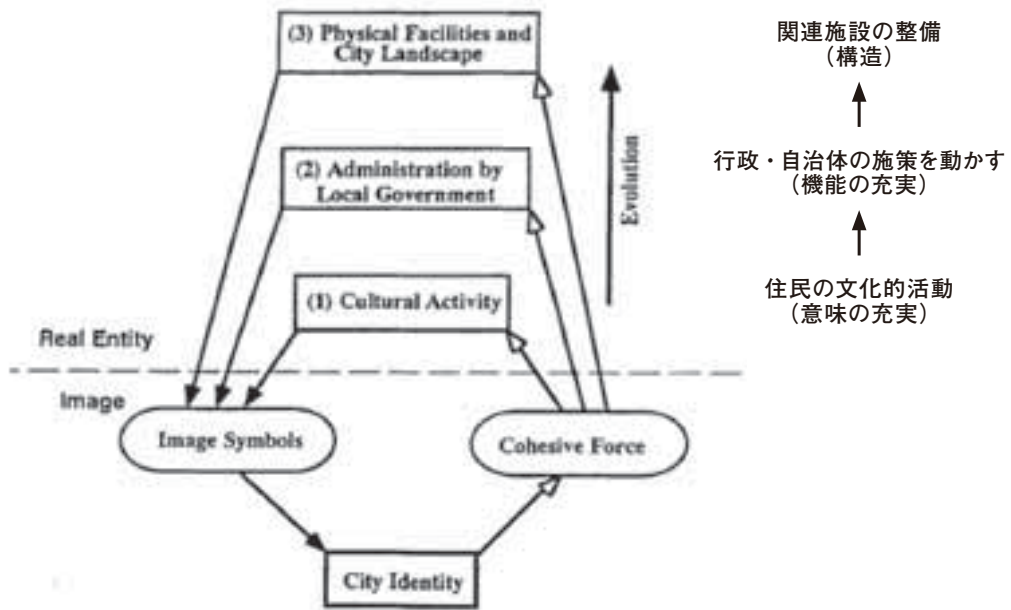 (3) Physical Facilities and
City Landscape
(2) Administration by
Local Government
(1) Cultural Activity
Evolution
Real Entity
Image
Image Symbols
Cohesive Force
City Identity
関連施設の整備
(構造)
行政・自治体の施策を動かす
(機能の充実)
住民の文化的活動
(意味の充実)